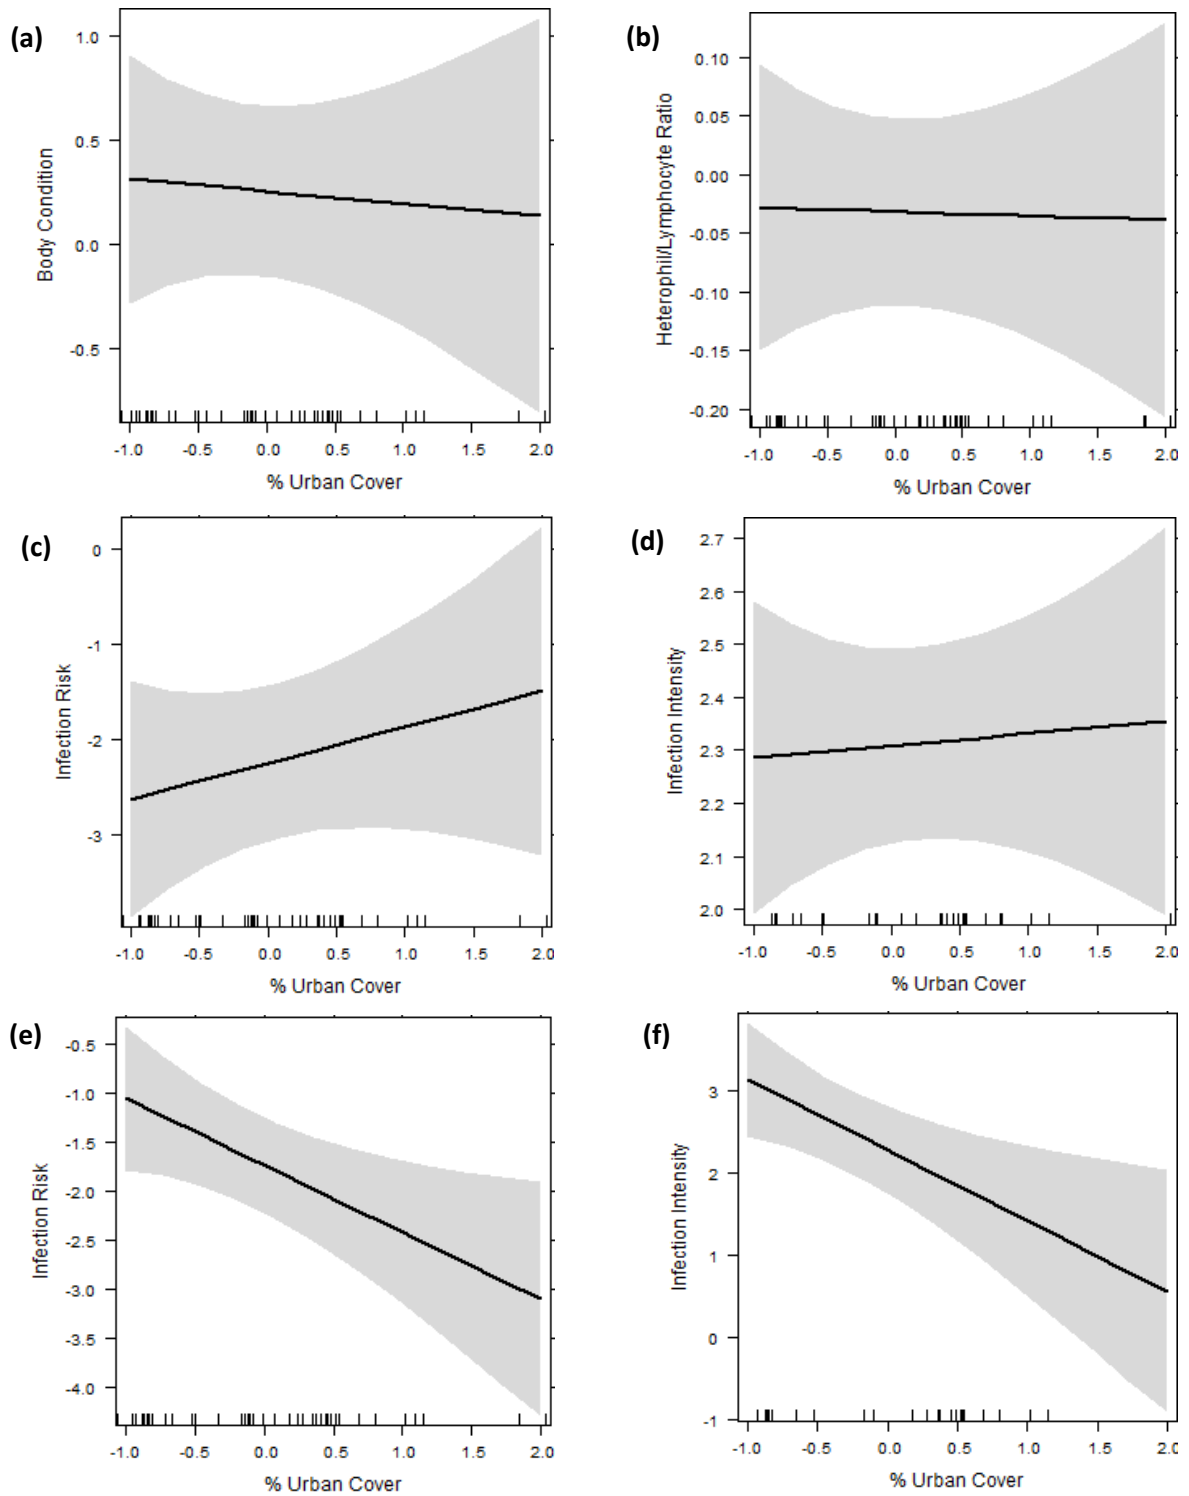 (a)
Body Condition
1.0
0.5
0.0
-0.5
-1.0 -0.5 0.0 0.5 1.0 1.5 2.0
% Urban Cover
(b)
Heterophil/Lymphocyte Ratio
0.10
0.05
0.00
-0.05
-0.10
-0.15
-0.20
-1.0 -0.5 0.0 0.5 1.0 1.5 2.0
% Urban Cover
(c)
Infection Risk
0
-1
-2
-3
-1.0 -0.5 0.0 0.5 1.0 1.5 2.0
% Urban Cover
(d)
Infection Intensity
2.7
2.6
2.5
2.4
2.3
2.2
2.1
2.0
-1.0 -0.5 0.0 0.5 1.0 1.5 2.0
% Urban Cover
(e)
Infection Risk
-0.5
-1.0
-1.5
-2.0
-2.5
-3.0
-3.5
-4.0
-1.0 -0.5 0.0 0.5 1.0 1.5 2.0
% Urban Cover
(f)
Infection Intensity
3
2
1
0
-1
-1.0 -0.5 0.0 0.5 1.0 1.5 2.0
% Urban Cover